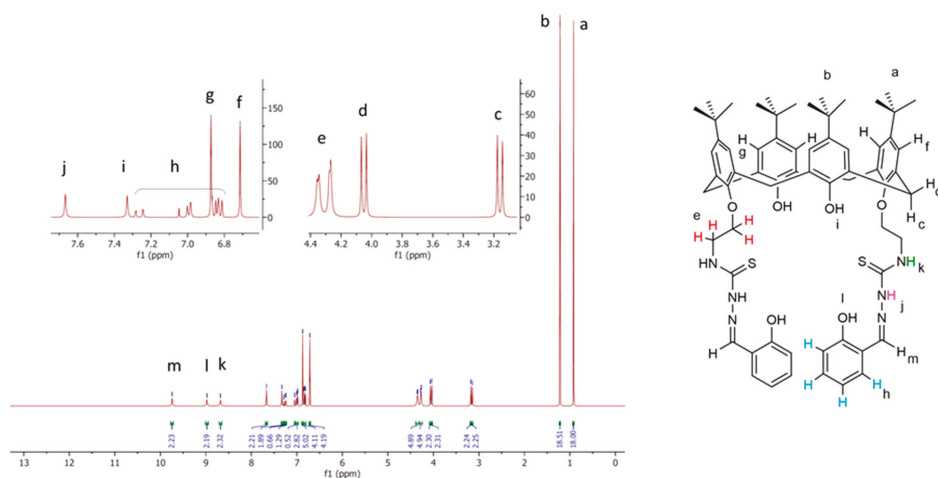 b
a
g
f
j
i
h
150
100
50
0
7.6
7.4
7.2
7.0
6.8
f1 (ppm)
e
d
c
60
50
40
30
20
10
0
4.4
4.2
4.0
3.8
3.6
3.4
3.2
f1 (ppm)
m
l
k
2.23
2.19
2.32
2.21
1.89
0.66
1.29
0.52
2.82
5.02
4.11
4.19
4.89
4.94
2.30
2.31
2.24
2.25
18.51
18.00
13
12
11
10
9
8
7
6
5
4
3
2
1
0
f1 (ppm)
b
a
H
g
H
H
f
H
O
OH
OH
i
O
H
d
H
c
e
H
H
H
H
HN
S
NH
N
H
OH
S
NH
k
NH
j
N
l
OH
H
m
H
H
H
H
h